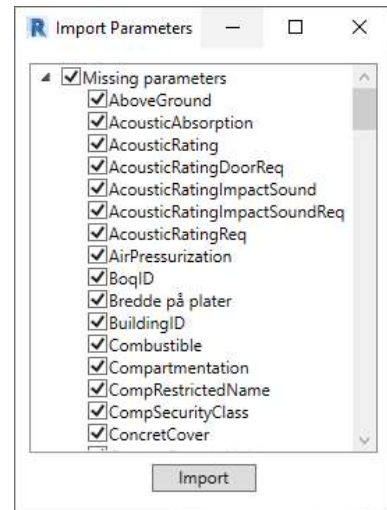 Import Parameters
Missing parameters
AboveGround
AcousticAbsorption
AcousticRating
AcousticRatingDoorReq
AcousticRatingImpactSound
AcousticRatingImpactSoundReq
AcousticRatingReq
AirPressurization
BoqID
Bredde på plater
BuildingID
Combustible
Compartmentation
CompRestrictedName
CompSecurityClass
ConcretCover
Import